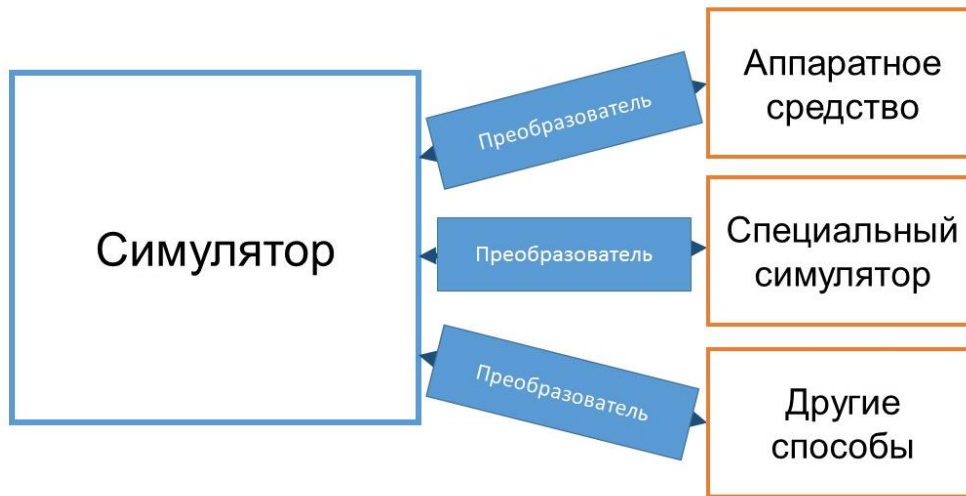 Симулятор
Преобразователь
Преобразователь
Преобразователь
Аппаратное
средство
Специальный
симулятор
Другие
способы